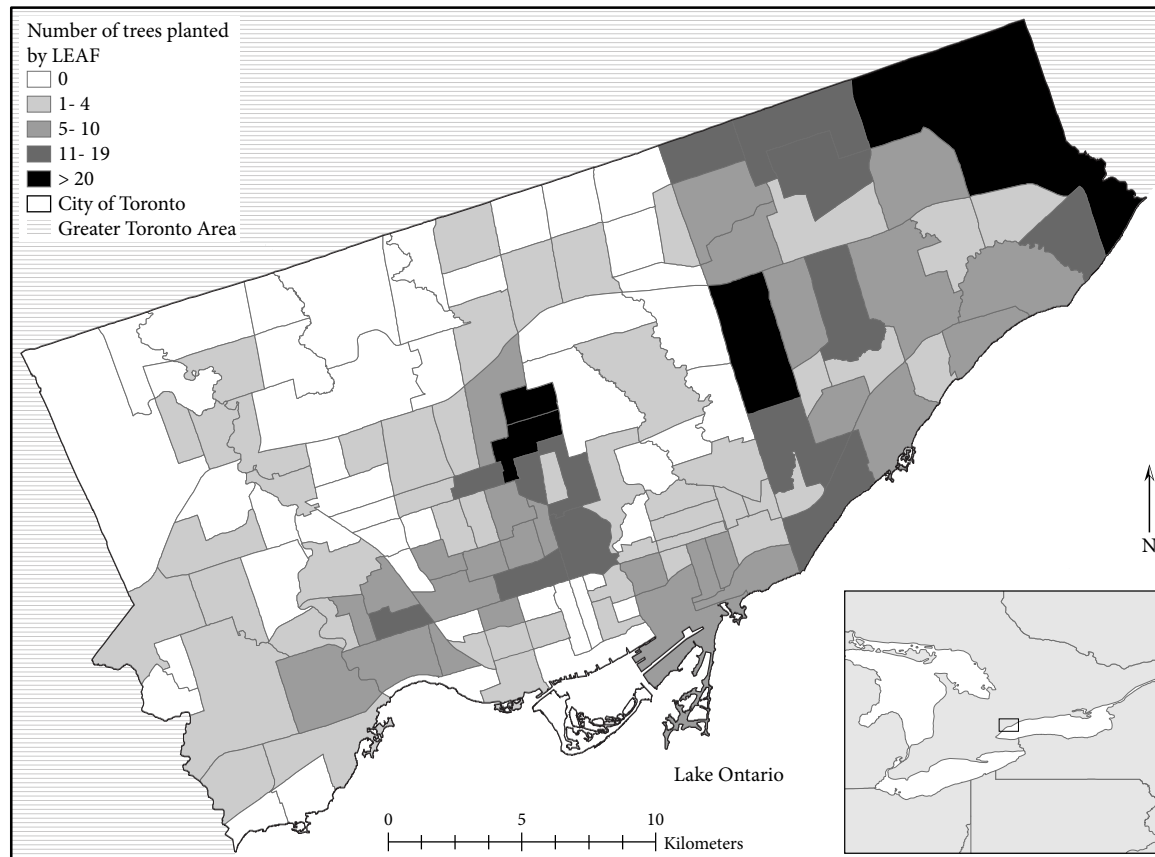 Number of trees planted
by LEAF
0
1- 4
5- 10
11- 19
> 20
City of Toronto
Greater Toronto Area
N
Lake Ontario
0 5 10
Kilometers